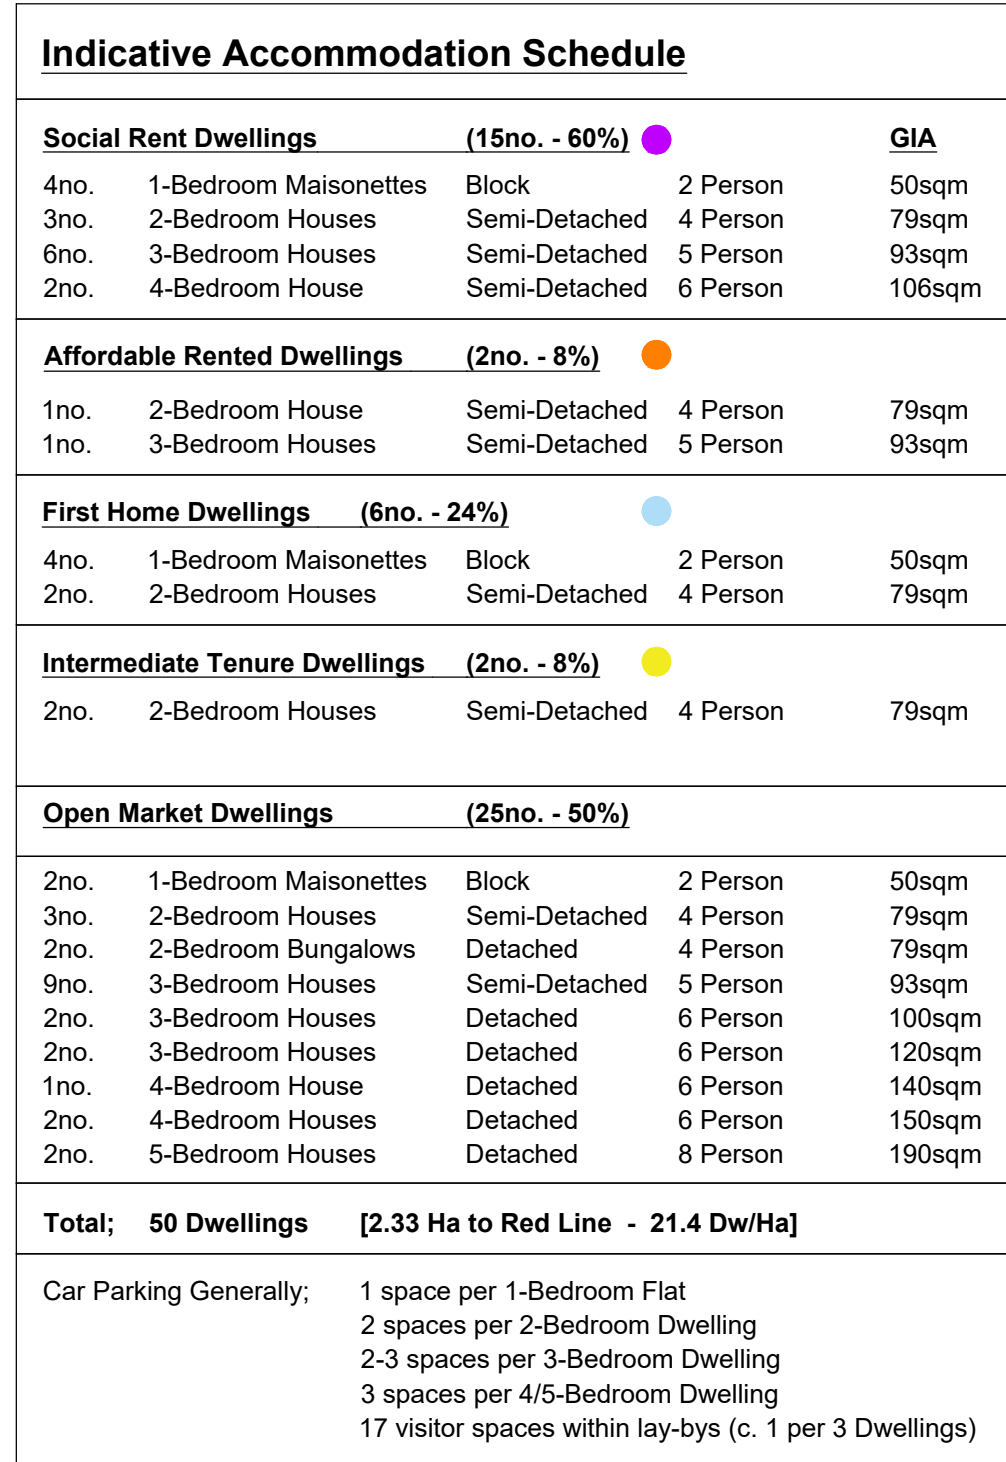 Indicative Accommodation Schedule
Social Rent Dwellings (15no. - 60%) GIA
4no. 1-Bedroom Maisonettes Block 2 Person 50sqm
3no. 2-Bedroom Houses Semi-Detached 4 Person 79sqm
6no. 3-Bedroom Houses Semi-Detached 5 Person 93sqm
2no. 4-Bedroom House Semi-Detached 6 Person 106sqm
Affordable Rented Dwellings (2no. - 8%)
1no. 2-Bedroom House Semi-Detached 4 Person 79sqm
1no. 3-Bedroom Houses Semi-Detached 5 Person 93sqm
First Home Dwellings (6no. - 24%)
4no. 1-Bedroom Maisonettes Block 2 Person 50sqm
2no. 2-Bedroom Houses Semi-Detached 4 Person 79sqm
Intermediate Tenure Dwellings (2no. - 8%)
2no. 2-Bedroom Houses Semi-Detached 4 Person 79sqm
Open Market Dwellings (25no. - 50%)
2no. 1-Bedroom Maisonettes Block 2 Person 50sqm
3no. 2-Bedroom Houses Semi-Detached 4 Person 79sqm
2no. 2-Bedroom Bungalows Detached 4 Person 79sqm
9no. 3-Bedroom Houses Semi-Detached 5 Person 93sqm
2no. 3-Bedroom Houses Detached 6 Person 100sqm
2no. 3-Bedroom Houses Detached 6 Person 120sqm
1no. 4-Bedroom House Detached 6 Person 140sqm
2no. 4-Bedroom Houses Detached 6 Person 150sqm
2no. 5-Bedroom Houses Detached 8 Person 190sqm
Total; 50 Dwellings [2.33 Ha to Red Line - 21.4 Dw/Ha]
Car Parking Generally; 1 space per 1-Bedroom Flat
2 spaces per 2-Bedroom Dwelling
2-3 spaces per 3-Bedroom Dwelling
3 spaces per 4/5-Bedroom Dwelling
17 visitor spaces within lay-bys (c. 1 per 3 Dwellings)